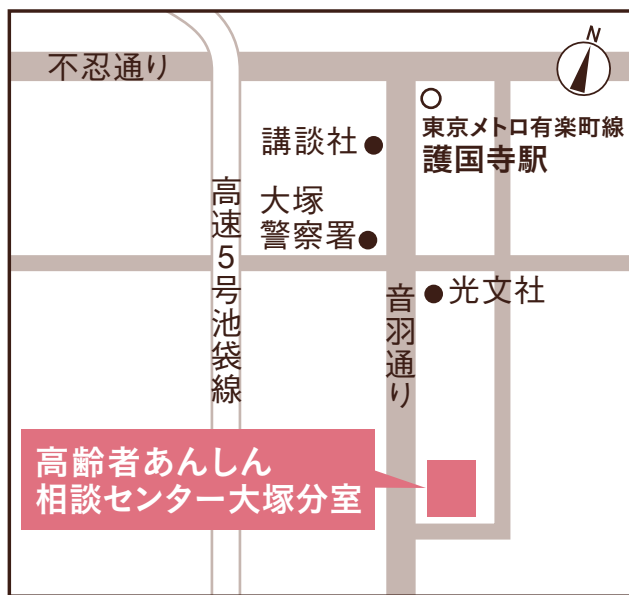 N
不忍通り
東京メトロ有楽町線
護国寺駅
講談社
大塚
警察署
高速5号池袋線
音羽通り
光文社
高齢者あんしん
相談センター大塚分室